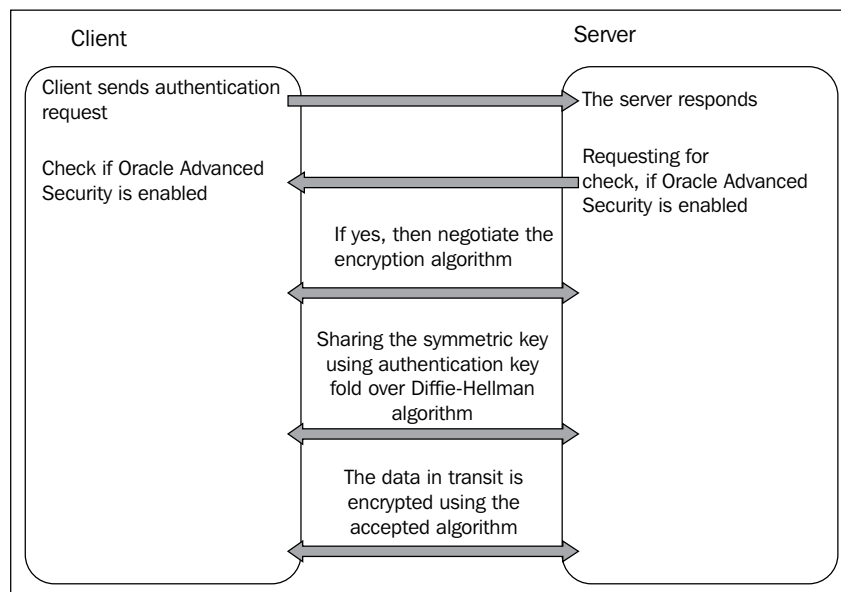 Client
Server
Client sends authentication
request
The server responds
Check if Oracle Advanced
Security is enabled
Requesting for
check, if Oracle Advanced
Security is enabled
If yes, then negotiate the
encryption algorithm
Sharing the symmetric key
using authentication key
fold over Diffie-Hellman
algorithm
The data in transit is
encrypted using the
accepted algorithm